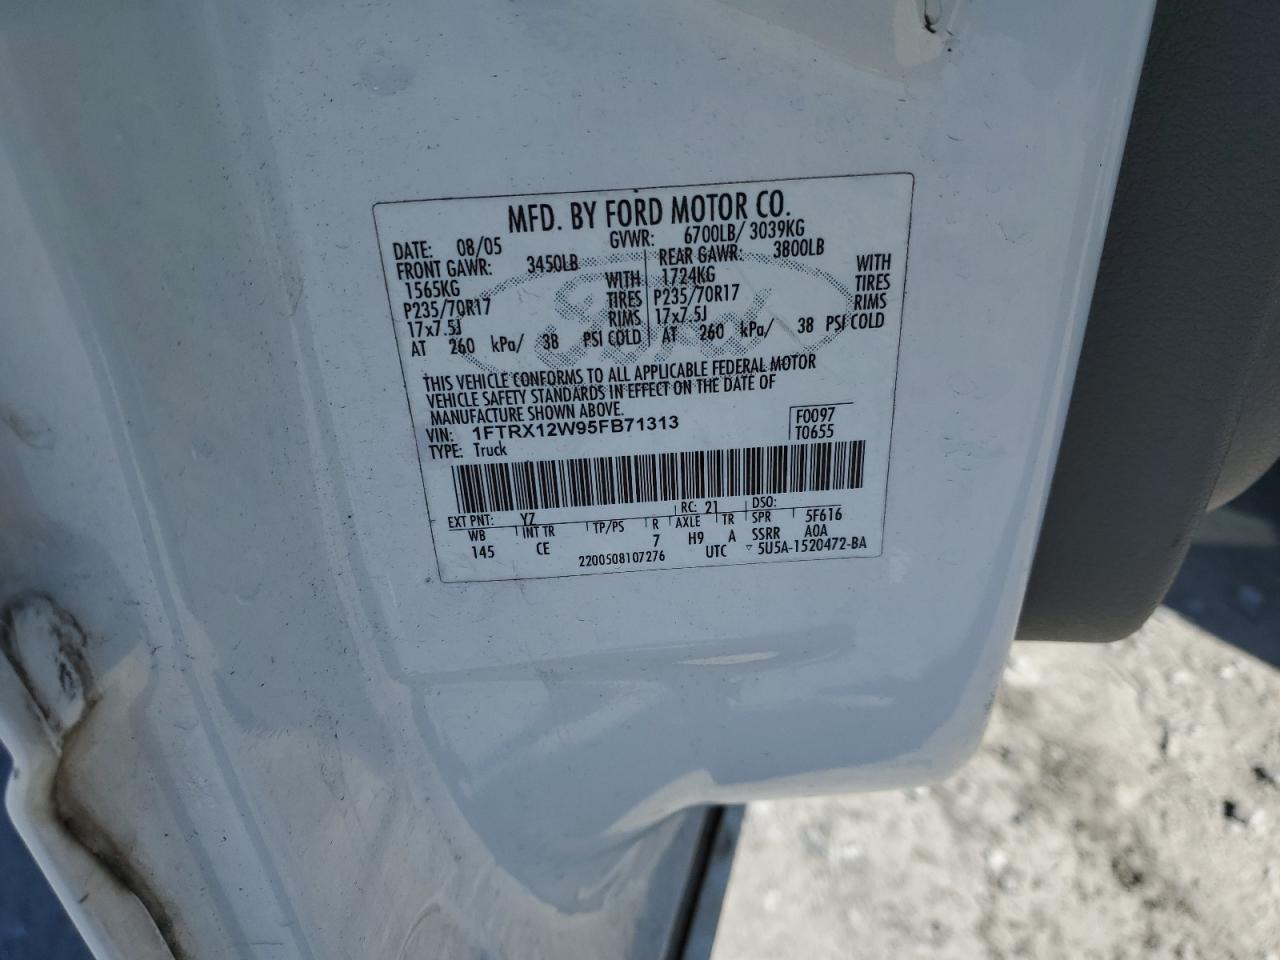 MFD. BY FORD MOTOR CO.
DATE: 08/05 GVWR: 6700LB/ 3039KG
FRONT GAWR: 3450LB REAR GAWR: 3800LB
1565KG WITH 1724KG WITH
P235/70R17 TIRES P235/70R17 TIRES
17x7.5J RIMS 17x7.5J RIMS
AT 260 kPa/ 38 PSI COLD AT 260 kPa/ 38 PSI COLD
THIS VEHICLE CONFORMS TO ALL APPLICABLE FEDERAL MOTOR
VEHICLE SAFETY STANDARDS IN EFFECT ON THE DATE OF
MANUFACTURE SHOWN ABOVE.
VIN: 1FTRX12W95FB71313 F0097
TYPE: Truck T0655
EXT PNT: YZ RC: 21 DSO:
WB INT TR TP/PS R AXLE TR SPR 5F616
145 CE 7 H9 A SSRR A0A
2200508107276 UTC ▽ 5U5A-1520472-BA